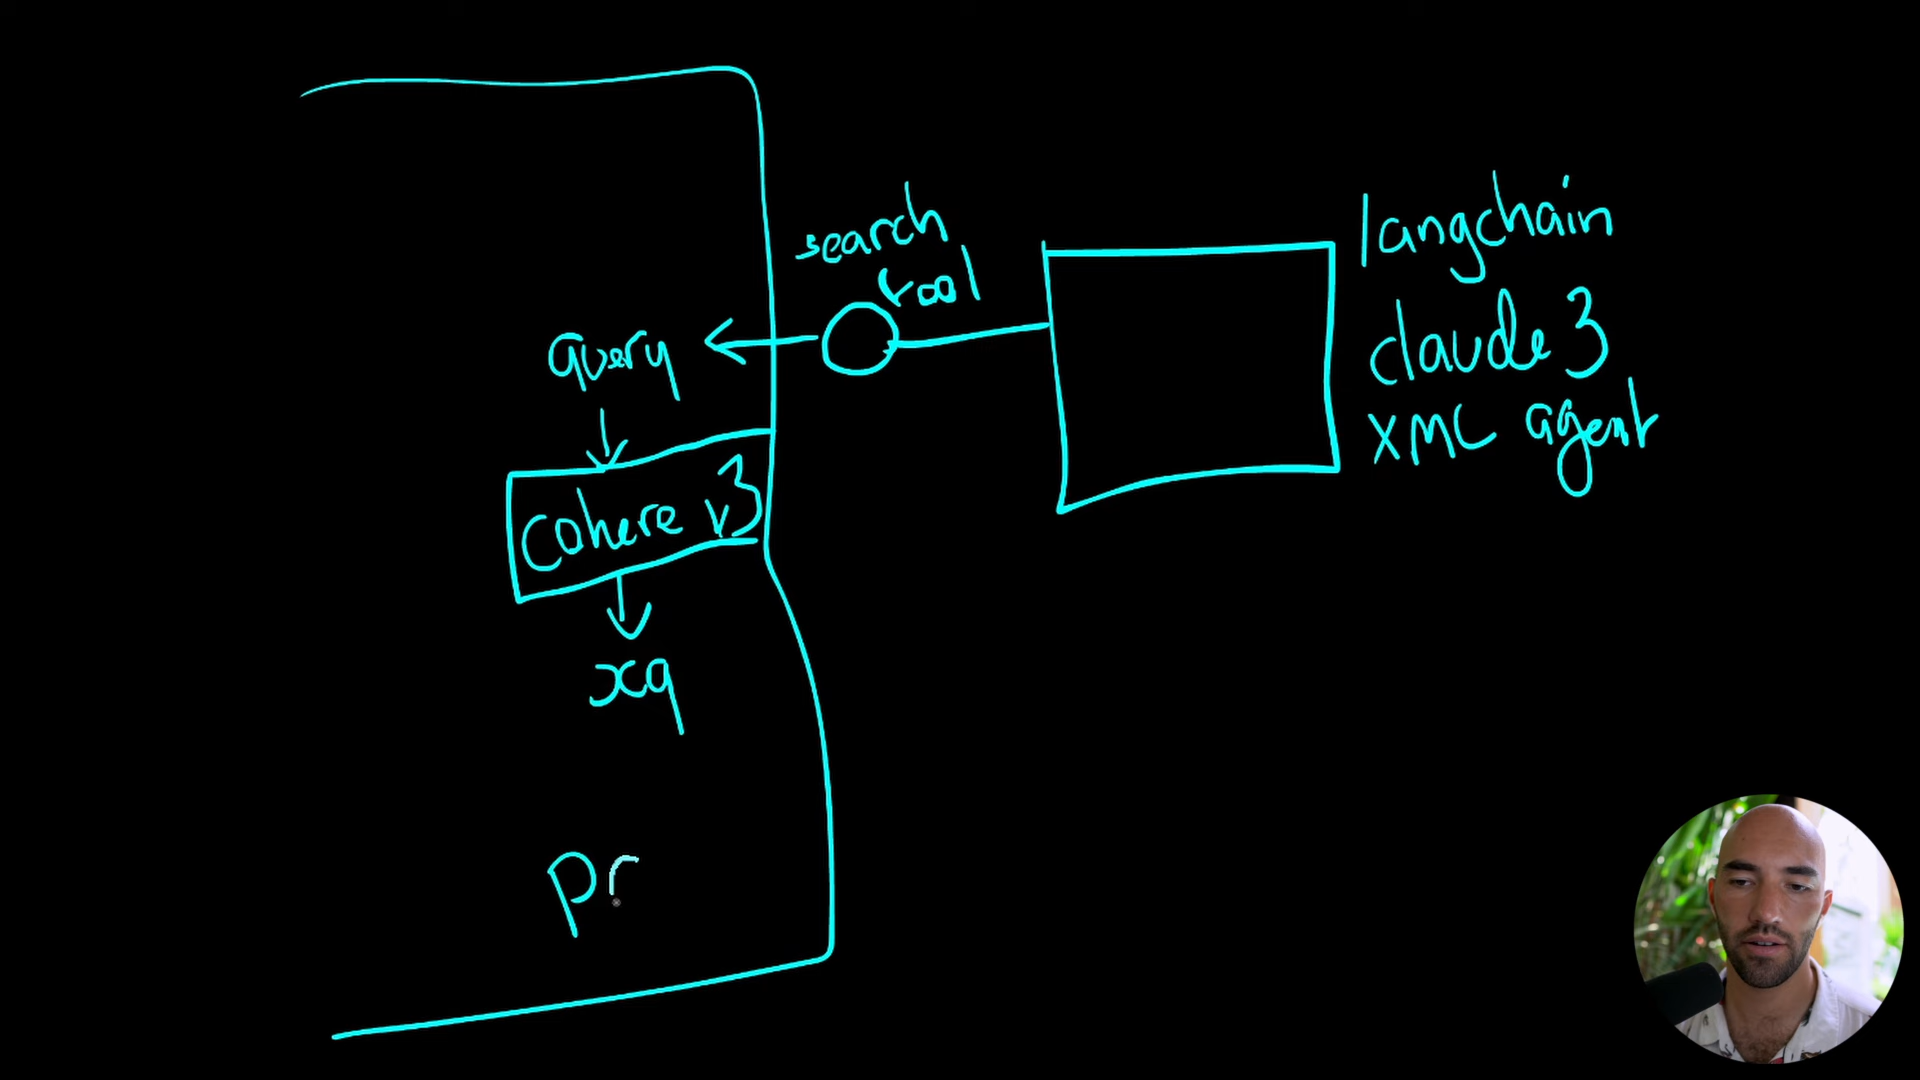 search
tool
langchain
claude 3
XML agent
query
cohere v3
xq
pr